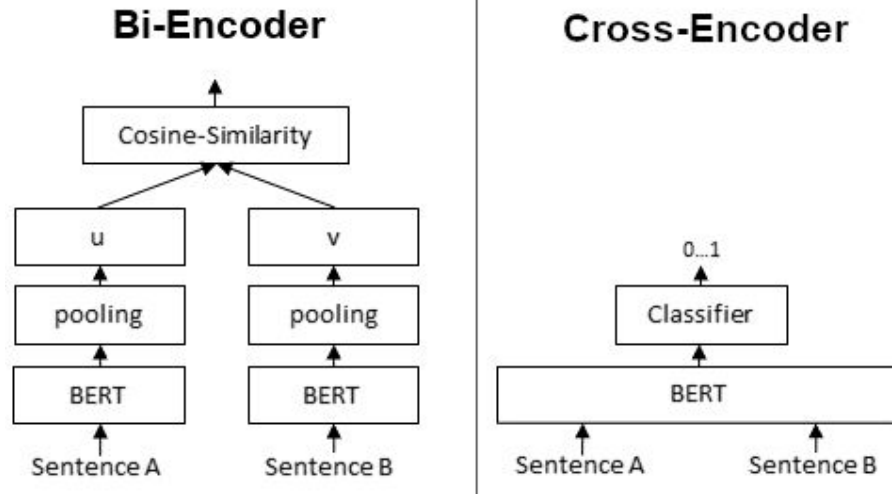 Bi-Encoder
Cosine-Similarity
u v
pooling pooling
BERT BERT
Sentence A Sentence B
Cross-Encoder
0...1
Classifier
BERT
Sentence A Sentence B